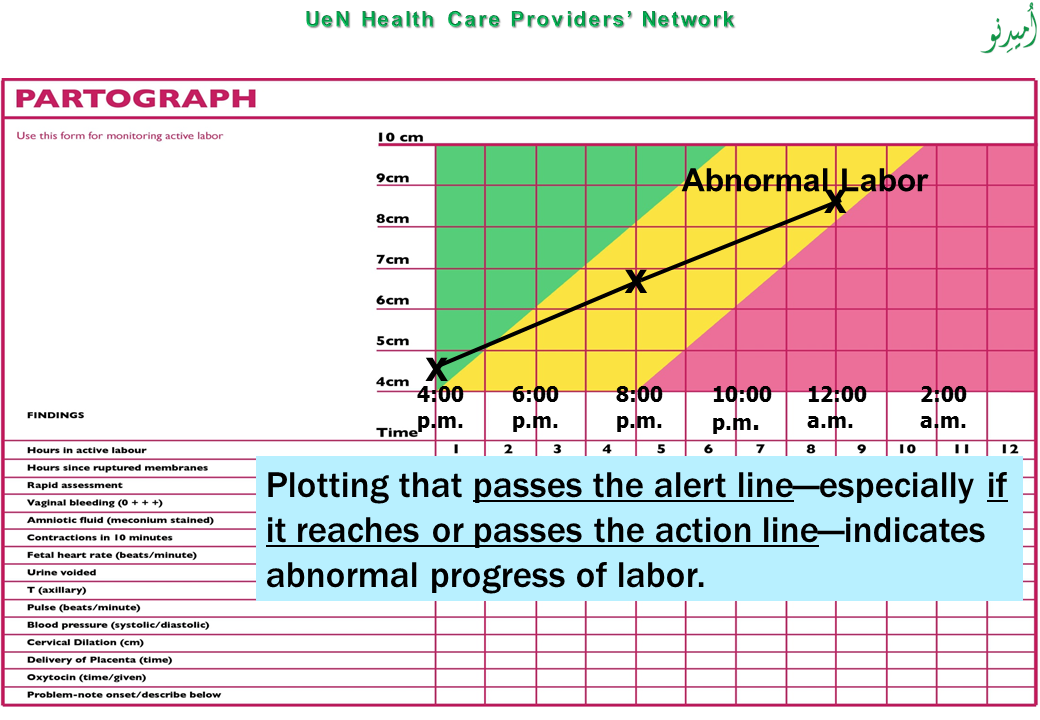 UeN Health Care Providers’ Network
اُمیدِنو
PARTOGRAPH
Use this form for monitoring active labor
10 cm
9cm
8cm
7cm
6cm
5cm
4cm
Abnormal Labor
X
X
X
4:00 p.m.
6:00 p.m.
8:00 p.m.
10:00 p.m.
12:00 a.m.
2:00 a.m.
Time
FINDINGS
Hours in active labour
1 2 3 4 5 6 7 8 9 10 11 12
Hours since ruptured membranes
Rapid assessment
Vaginal bleeding (0 + + +)
Amniotic fluid (meconium stained)
Contractions in 10 minutes
Fetal heart rate (beats/minute)
Urine voided
T (axillary)
Pulse (beats/minute)
Blood pressure (systolic/diastolic)
Cervical Dilation (cm)
Delivery of Placenta (time)
Oxytocin (time/given)
Problem-note onset/describe below
Plotting that passes the alert line—especially if
it reaches or passes the action line—indicates
abnormal progress of labor.